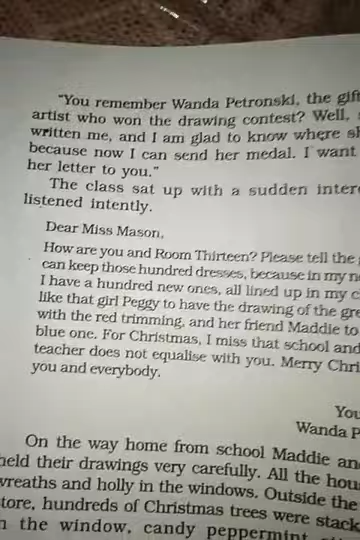 "You remember Wanda Petronski, the gift
artist who won the drawing contest? Well,
written me, and I am glad to know where sh
because now I can send her medal. I want
her letter to you."
The class sat up with a sudden inter
listened intently.
Dear Miss Mason,
How are you and Room Thirteen? Please tell the
can keep those hundred dresses, because in my n
I have a hundred new ones, all lined up in my c
like that girl Peggy to have the drawing of the gre
with the red trimming, and her friend Maddie to
blue one. For Christmas, I miss that school and
teacher does not equalise with you. Merry Chri
you and everybody.
You
Wanda P
On the way home from school Maddie an
held their drawings very carefully. All the hou
wreaths and holly in the windows. Outside the
store, hundreds of Christmas trees were stack
the window, candy peppermint